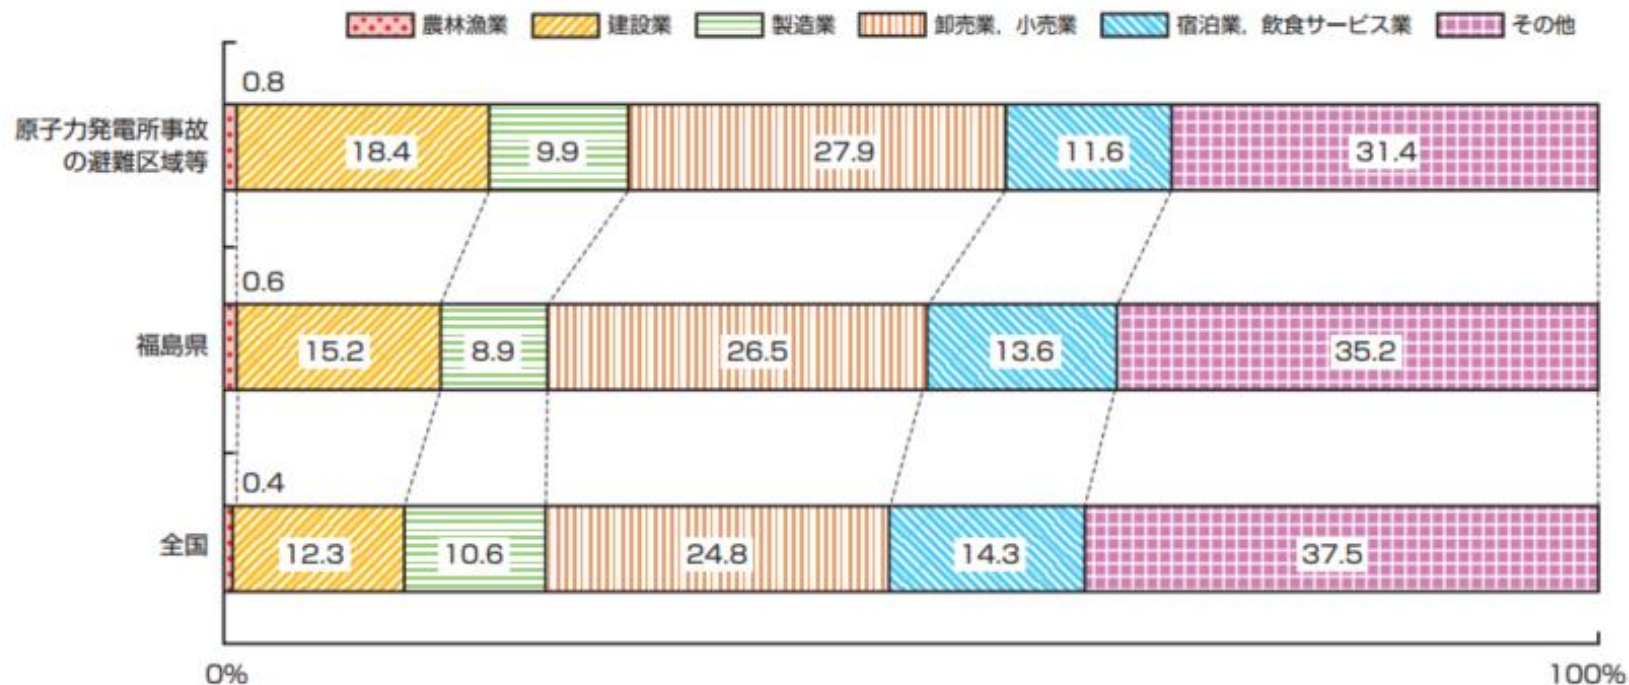 農林漁業 建設業 製造業 卸売業，小売業 宿泊業，飲食サービス業 その他
0.8
原子力発電所事故
の避難区域等
18.4 9.9 27.9 11.6 31.4
0.6
福島県 15.2 8.9 26.5 13.6 35.2
0.4
全国 12.3 10.6 24.8 14.3 37.5
0% 100%